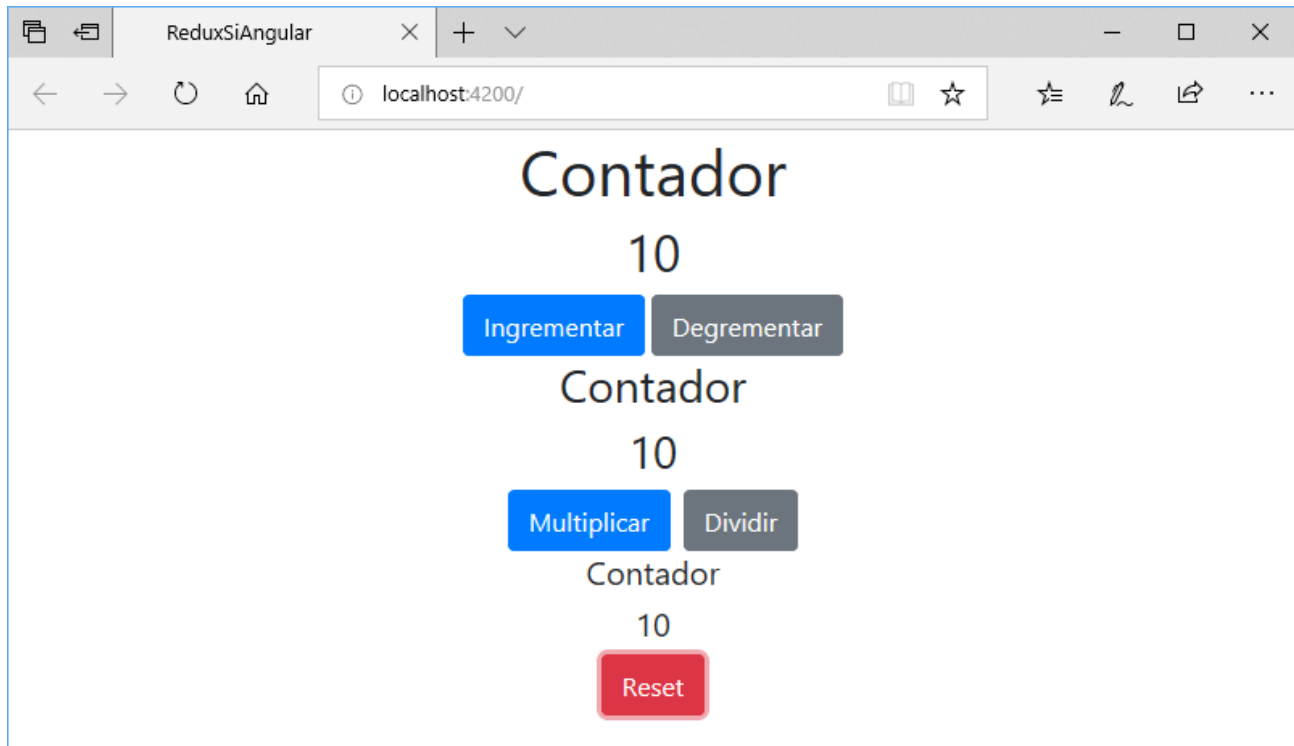 ReduxSiAngular
localhost:4200/
Contador
10
Ingrementar Degrementar
Contador
10
Multiplicar Dividir
Contador
10
Reset